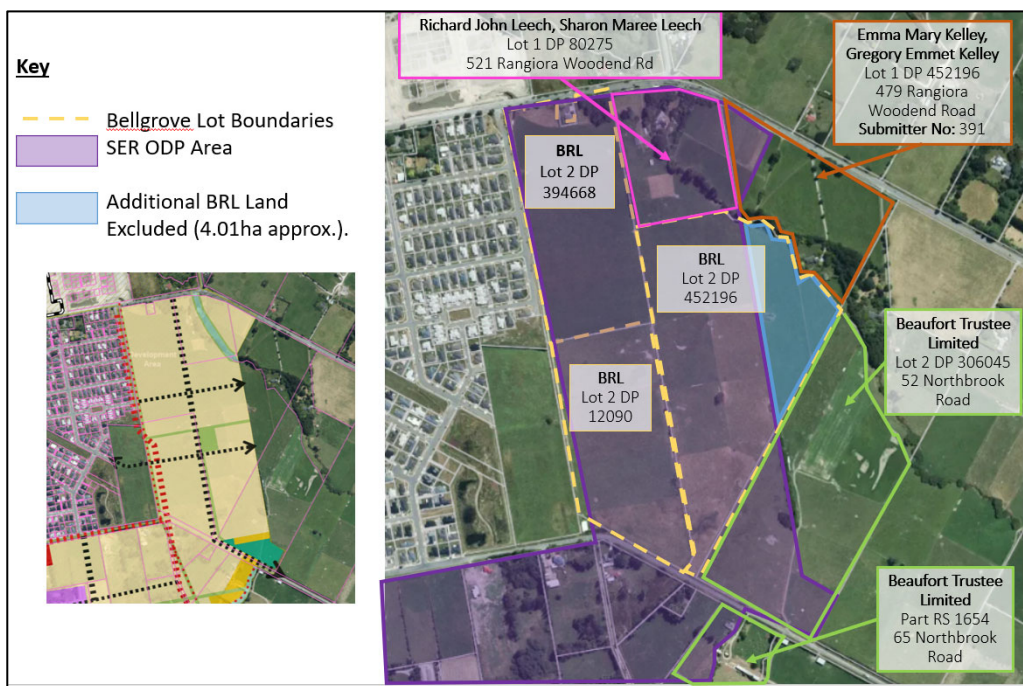 Key
Bellgrove Lot Boundaries
SER ODP Area
Additional BRL Land
Excluded (4.01ha approx.).
Development
Area
Richard John Leech, Sharon Maree Leech
Lot 1 DP 80275
521 Rangiora Woodend Rd
Emma Mary Kelley,
Gregory Emmet Kelley
Lot 1 DP 452196
479 Rangiora
Woodend Road
Submitter No: 391
BRL
Lot 2 DP
394668
BRL
Lot 2 DP
452196
BRL
Lot 2 DP
12090
Beaufort Trustee
Limited
Lot 2 DP 306045
52 Northbrook
Road
Beaufort Trustee
Limited
Part RS 1654
65 Northbrook
Road